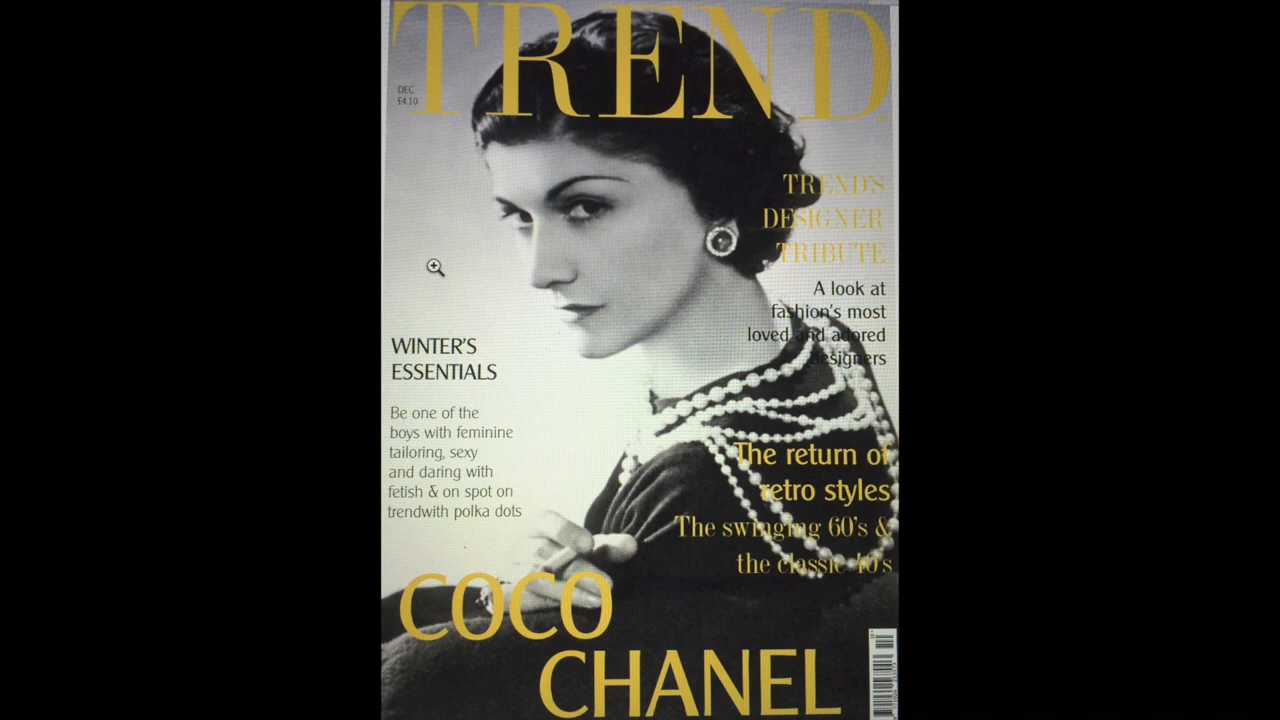 TREND
DEC
£4.10
TREND'S
DESIGNER
TRIBUTE
A look at
fashion's most
loved and adored
designers
WINTER'S
ESSENTIALS
Be one of the
boys with feminine
tailoring, sexy
and daring with
fetish & on spot on
trendwith polka dots
The return of
retro styles
The swinging 60's &
the classic 40's
COCO
CHANEL